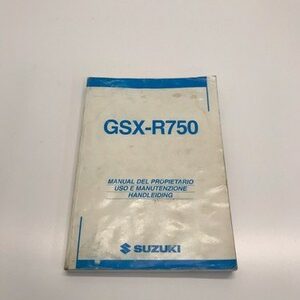 GSX-R750
MANUAL DEL PROPIETARIO
USO E MANUTENZIONE
HANDLEIDING
SUZUKI